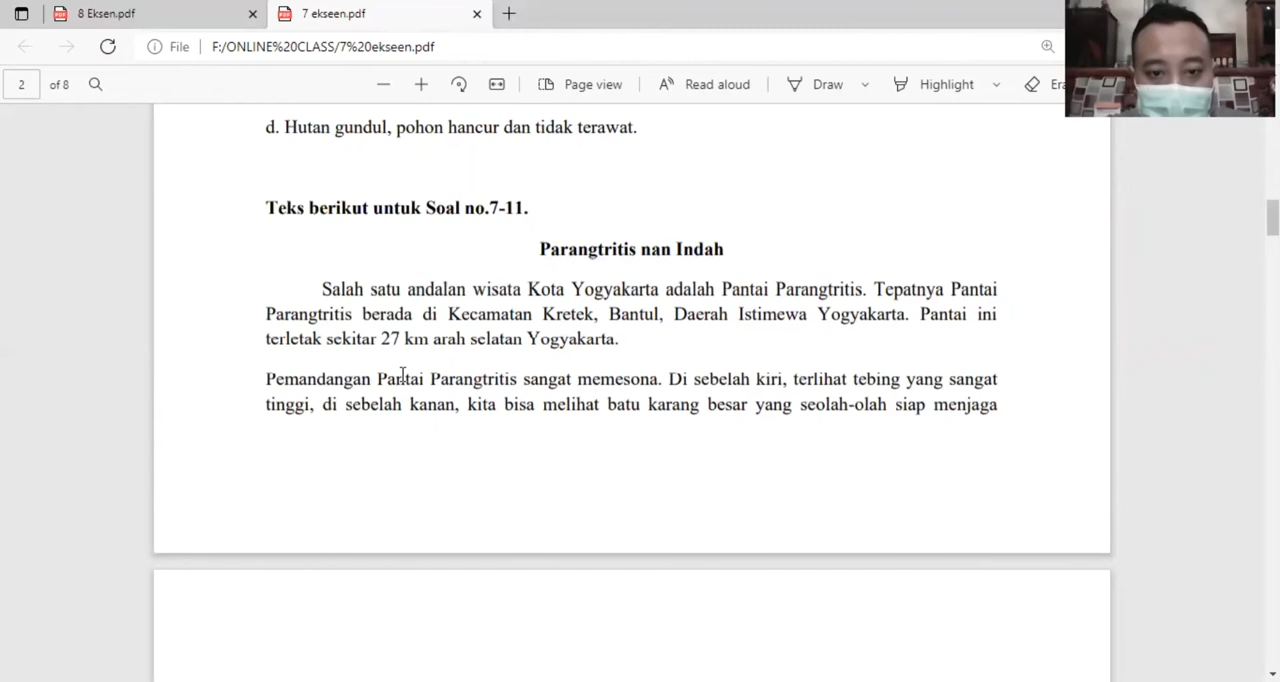 8 Eksen.pdf
7 ekseen.pdf
File F:/ONLINE%20CLASS/7%20ekseen.pdf
2 of 8 Page view Read aloud Draw Highlight Era
d. Hutan gundul, pohon hancur dan tidak terawat.
Teks berikut untuk Soal no.7-11.
Parangtritis nan Indah
Salah satu andalan wisata Kota Yogyakarta adalah Pantai Parangtritis. Tepatnya Pantai
Parangtritis berada di Kecamatan Kretek, Bantul, Daerah Istimewa Yogyakarta. Pantai ini
terletak sekitar 27 km arah selatan Yogyakarta.
Pemandangan Pantai Parangtritis sangat memesona. Di sebelah kiri, terlihat tebing yang sangat
tinggi, di sebelah kanan, kita bisa melihat batu karang besar yang seolah-olah siap menjaga